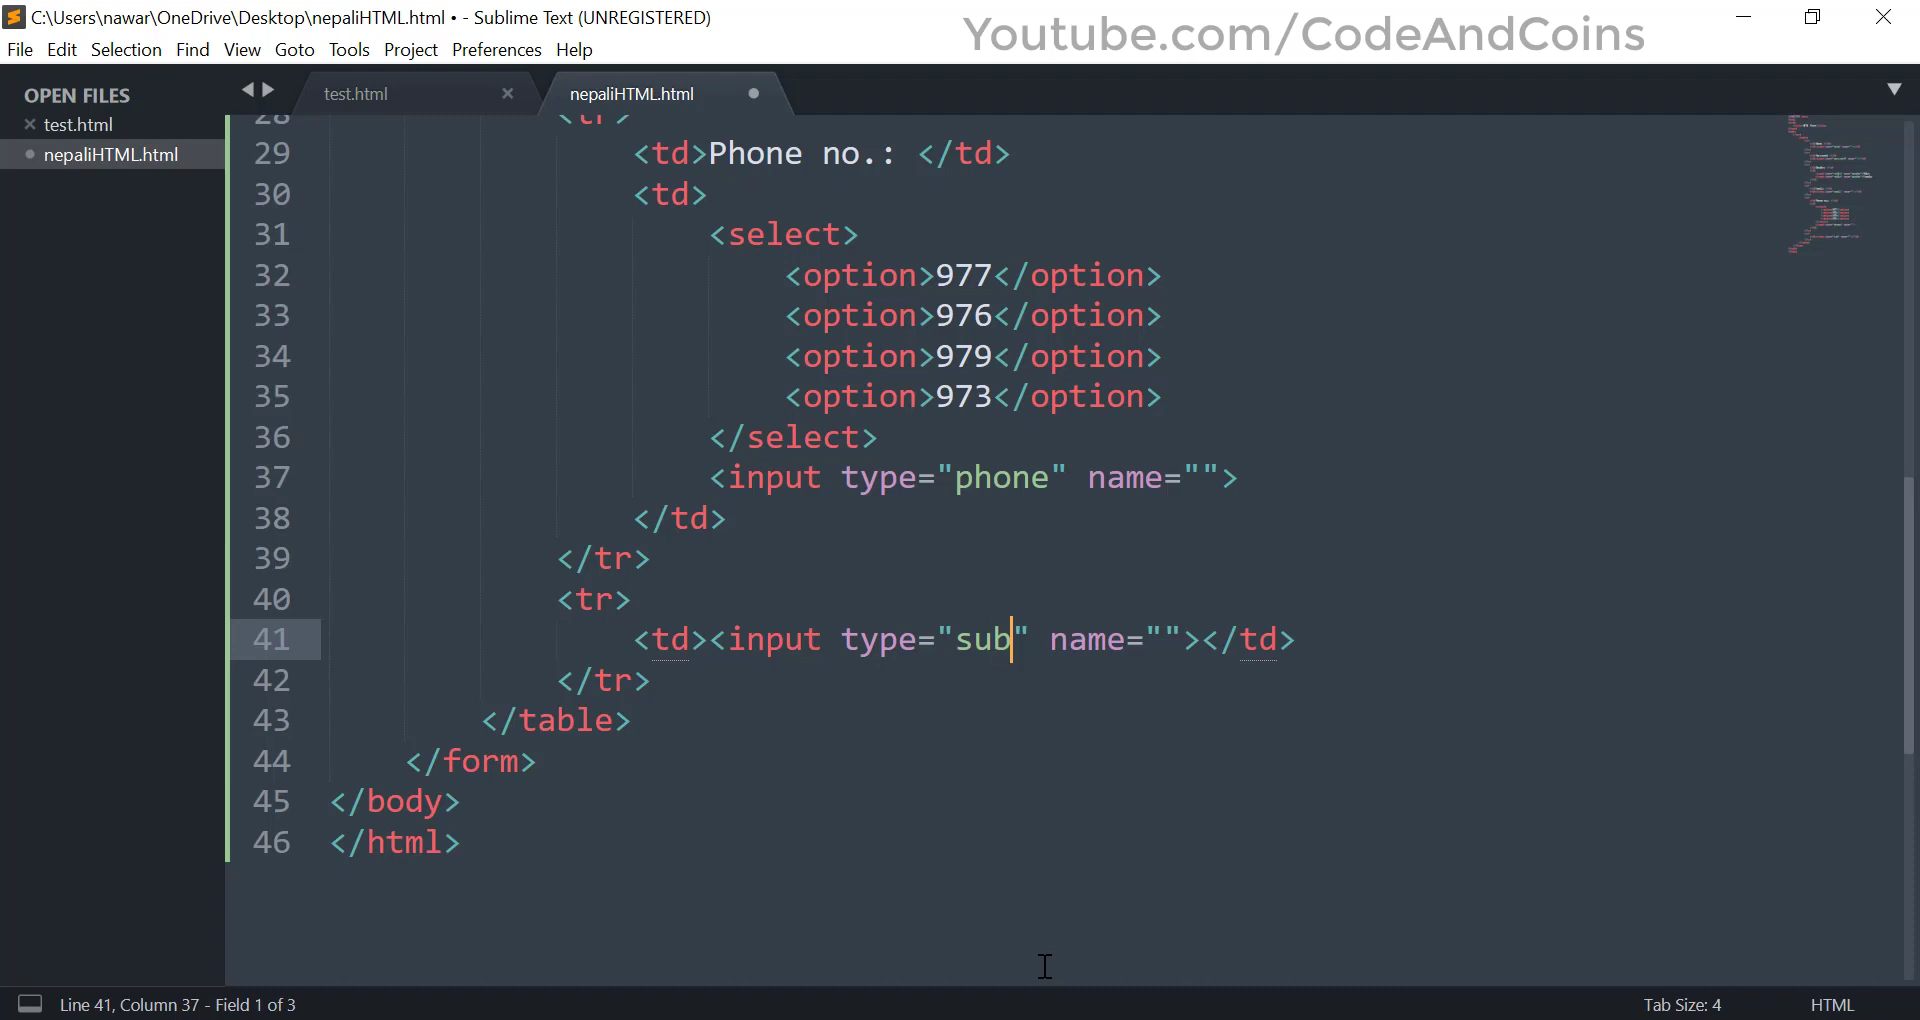 C:\Users\nawar\OneDrive\Desktop\nepaliHTML.html • - Sublime Text (UNREGISTERED)
Youtube.com/CodeAndCoins
File Edit Selection Find View Goto Tools Project Preferences Help
OPEN FILES
test.html
nepaliHTML.html
test.html
nepaliHTML.html
28 <tr>
29 <td>Phone no.: </td>
30 <td>
31 <select>
32 <option>977</option>
33 <option>976</option>
34 <option>979</option>
35 <option>973</option>
36 </select>
37 <input type="phone" name="">
38 </td>
39 </tr>
40 <tr>
41 <td><input type="sub" name=""></td>
42 </tr>
43 </table>
44 </form>
45 </body>
46 </html>
Line 41, Column 37 - Field 1 of 3
Tab Size: 4
HTML